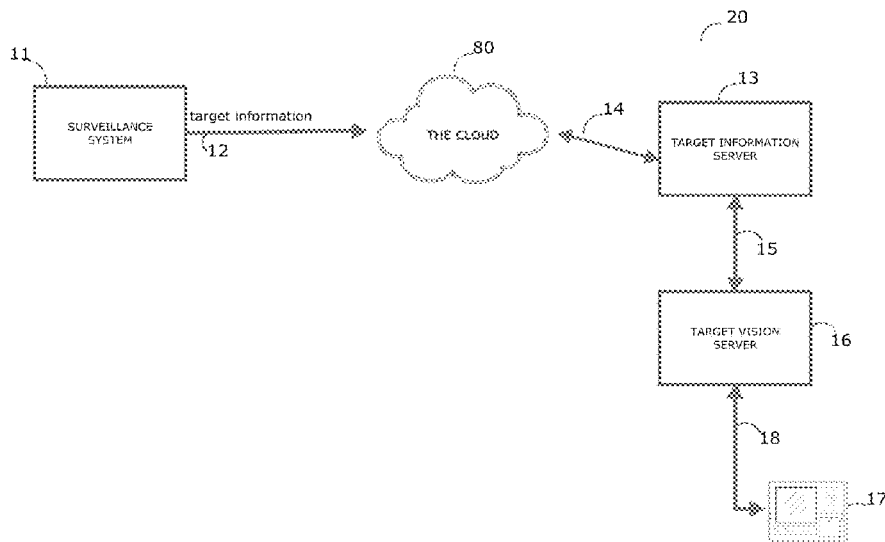 20
11
80
13
SURVEILLANCE
SYSTEM
target information
12
THE CLOUD
14
TARGET INFORMATION
SERVER
15
TARGET VISION
SERVER
16
18
17